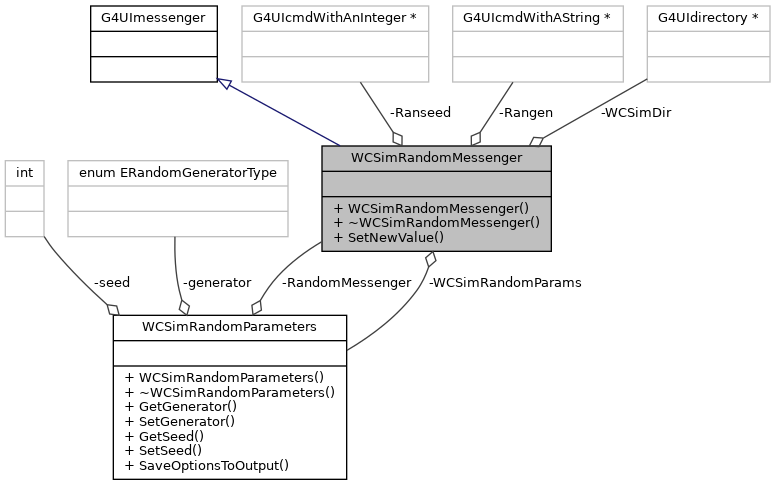 G4UImessenger
G4UIcmdWithAnInteger *
G4UIcmdWithAString *
G4UIdirectory *
-Ranseed
-Rangen
-WCSimDir
WCSimRandomMessenger
+ WCSimRandomMessenger()
+ ~WCSimRandomMessenger()
+ SetNewValue()
int
enum ERandomGeneratorType
-seed
-generator
-RandomMessenger
-WCSimRandomParams
WCSimRandomParameters
+ WCSimRandomParameters()
+ ~WCSimRandomParameters()
+ GetGenerator()
+ SetGenerator()
+ GetSeed()
+ SetSeed()
+ SaveOptionsToOutput()